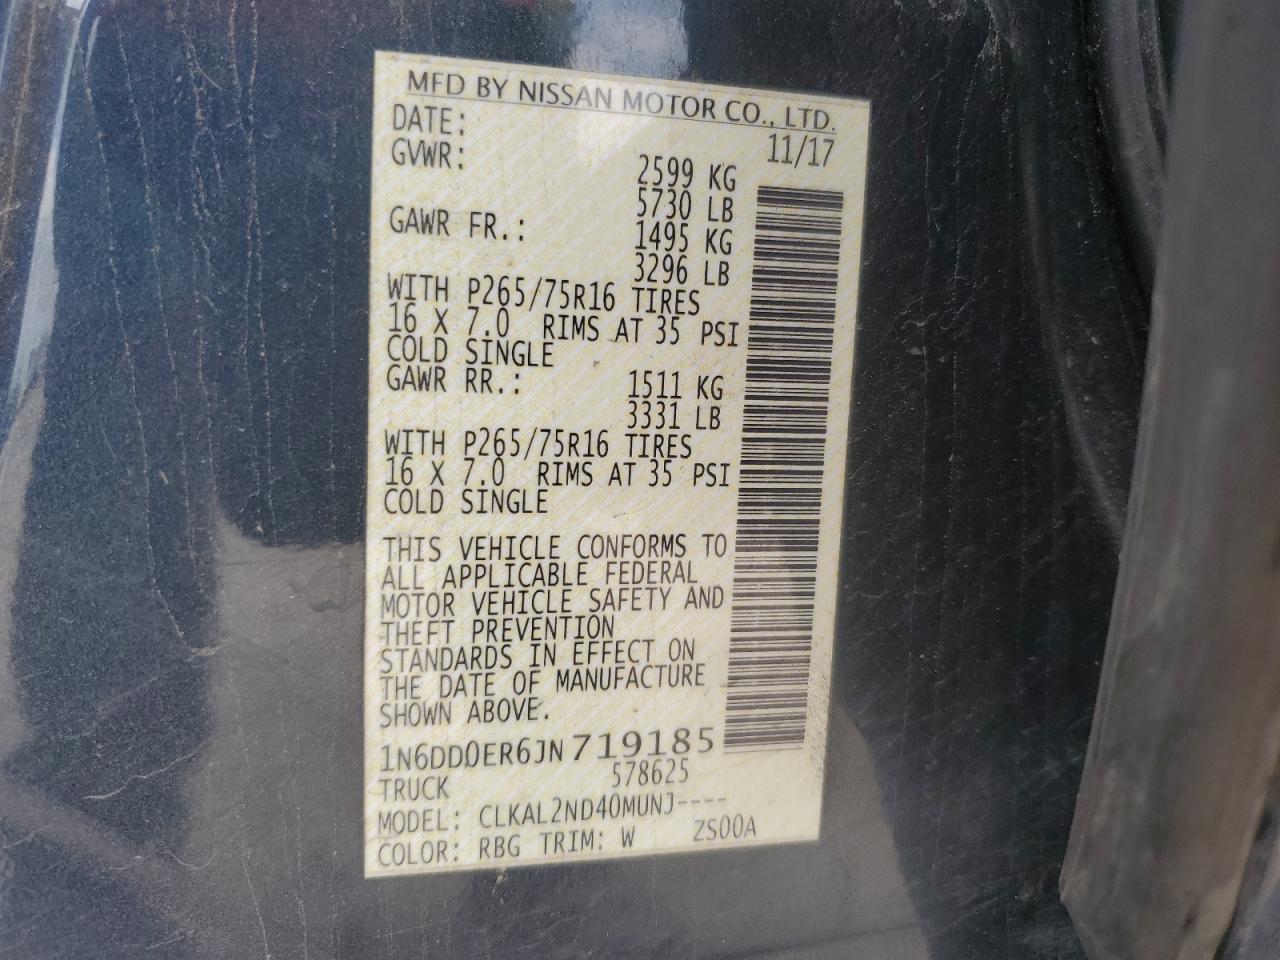 MFD BY NISSAN MOTOR CO., LTD.
DATE: 11/17
GVWR: 2599 KG
5730 LB
GAWR FR.: 1495 KG
3296 LB
WITH P265/75R16 TIRES
16 X 7.0 RIMS AT 35 PSI
COLD SINGLE
GAWR RR.: 1511 KG
3331 LB
WITH P265/75R16 TIRES
16 X 7.0 RIMS AT 35 PSI
COLD SINGLE
THIS VEHICLE CONFORMS TO
ALL APPLICABLE FEDERAL
MOTOR VEHICLE SAFETY AND
THEFT PREVENTION
STANDARDS IN EFFECT ON
THE DATE OF MANUFACTURE
SHOWN ABOVE.
1N6DD0ER6JN719185
TRUCK 578625
MODEL: CLKAL2ND40MUNJ----
COLOR: RBG TRIM: W ZS00A